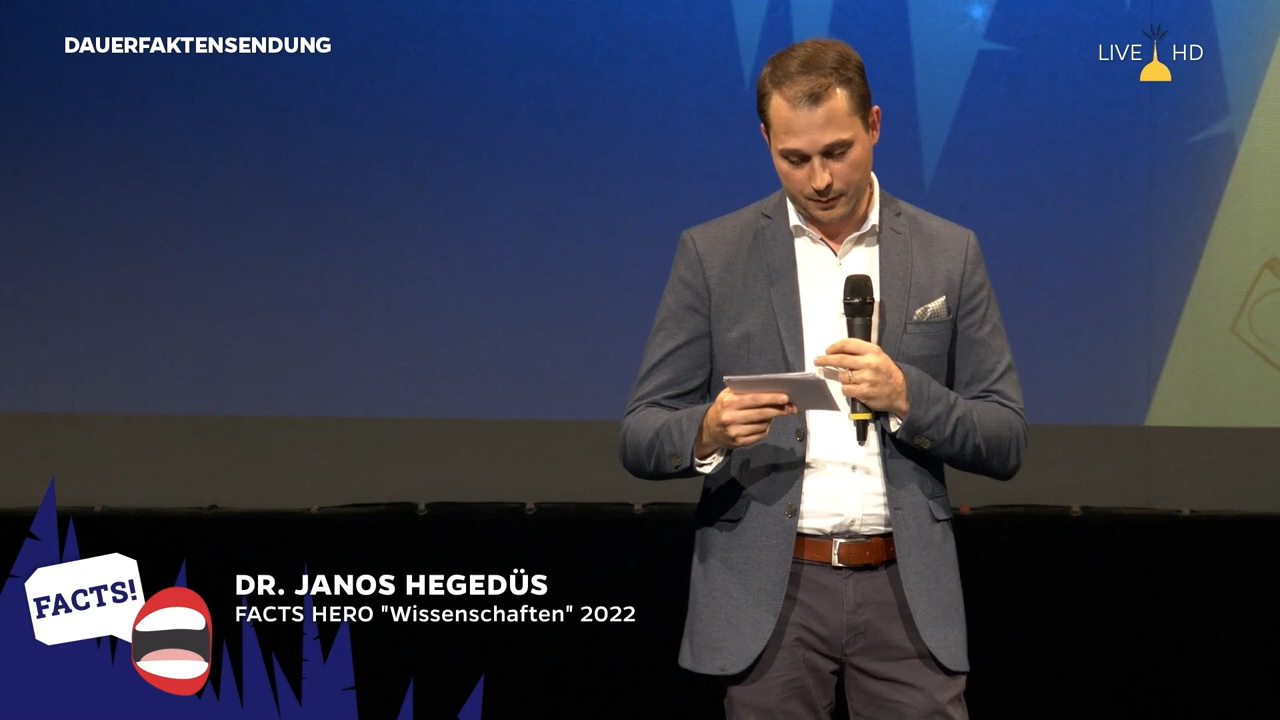 DAUERFAKTENSENDUNG
LIVE HD
FACTS!
DR. JANOS HEGEDÜS
FACTS HERO "Wissenschaften" 2022